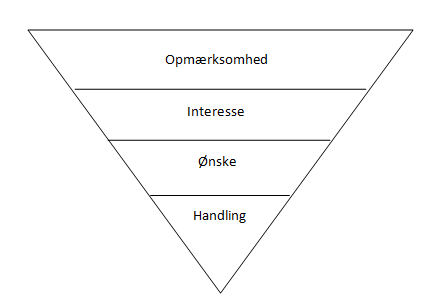 Opmærksomhed
Interesse
Ønske
Handling